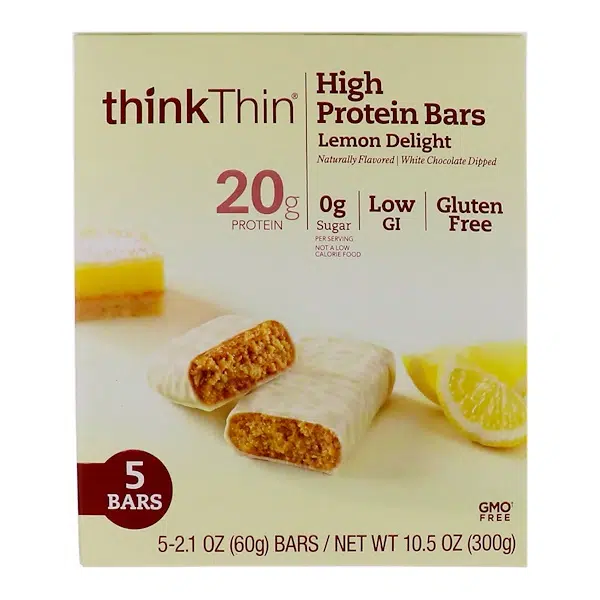 thinkThin®
High
Protein Bars
Lemon Delight
Naturally Flavored | White Chocolate Dipped
20g
PROTEIN
0g
Sugar
PER SERVING
NOT A LOW
CALORIE FOOD
Low
GI
Gluten
Free
5
BARS
GMO†
FREE
5-2.1 OZ (60g) BARS / NET WT 10.5 OZ (300g)